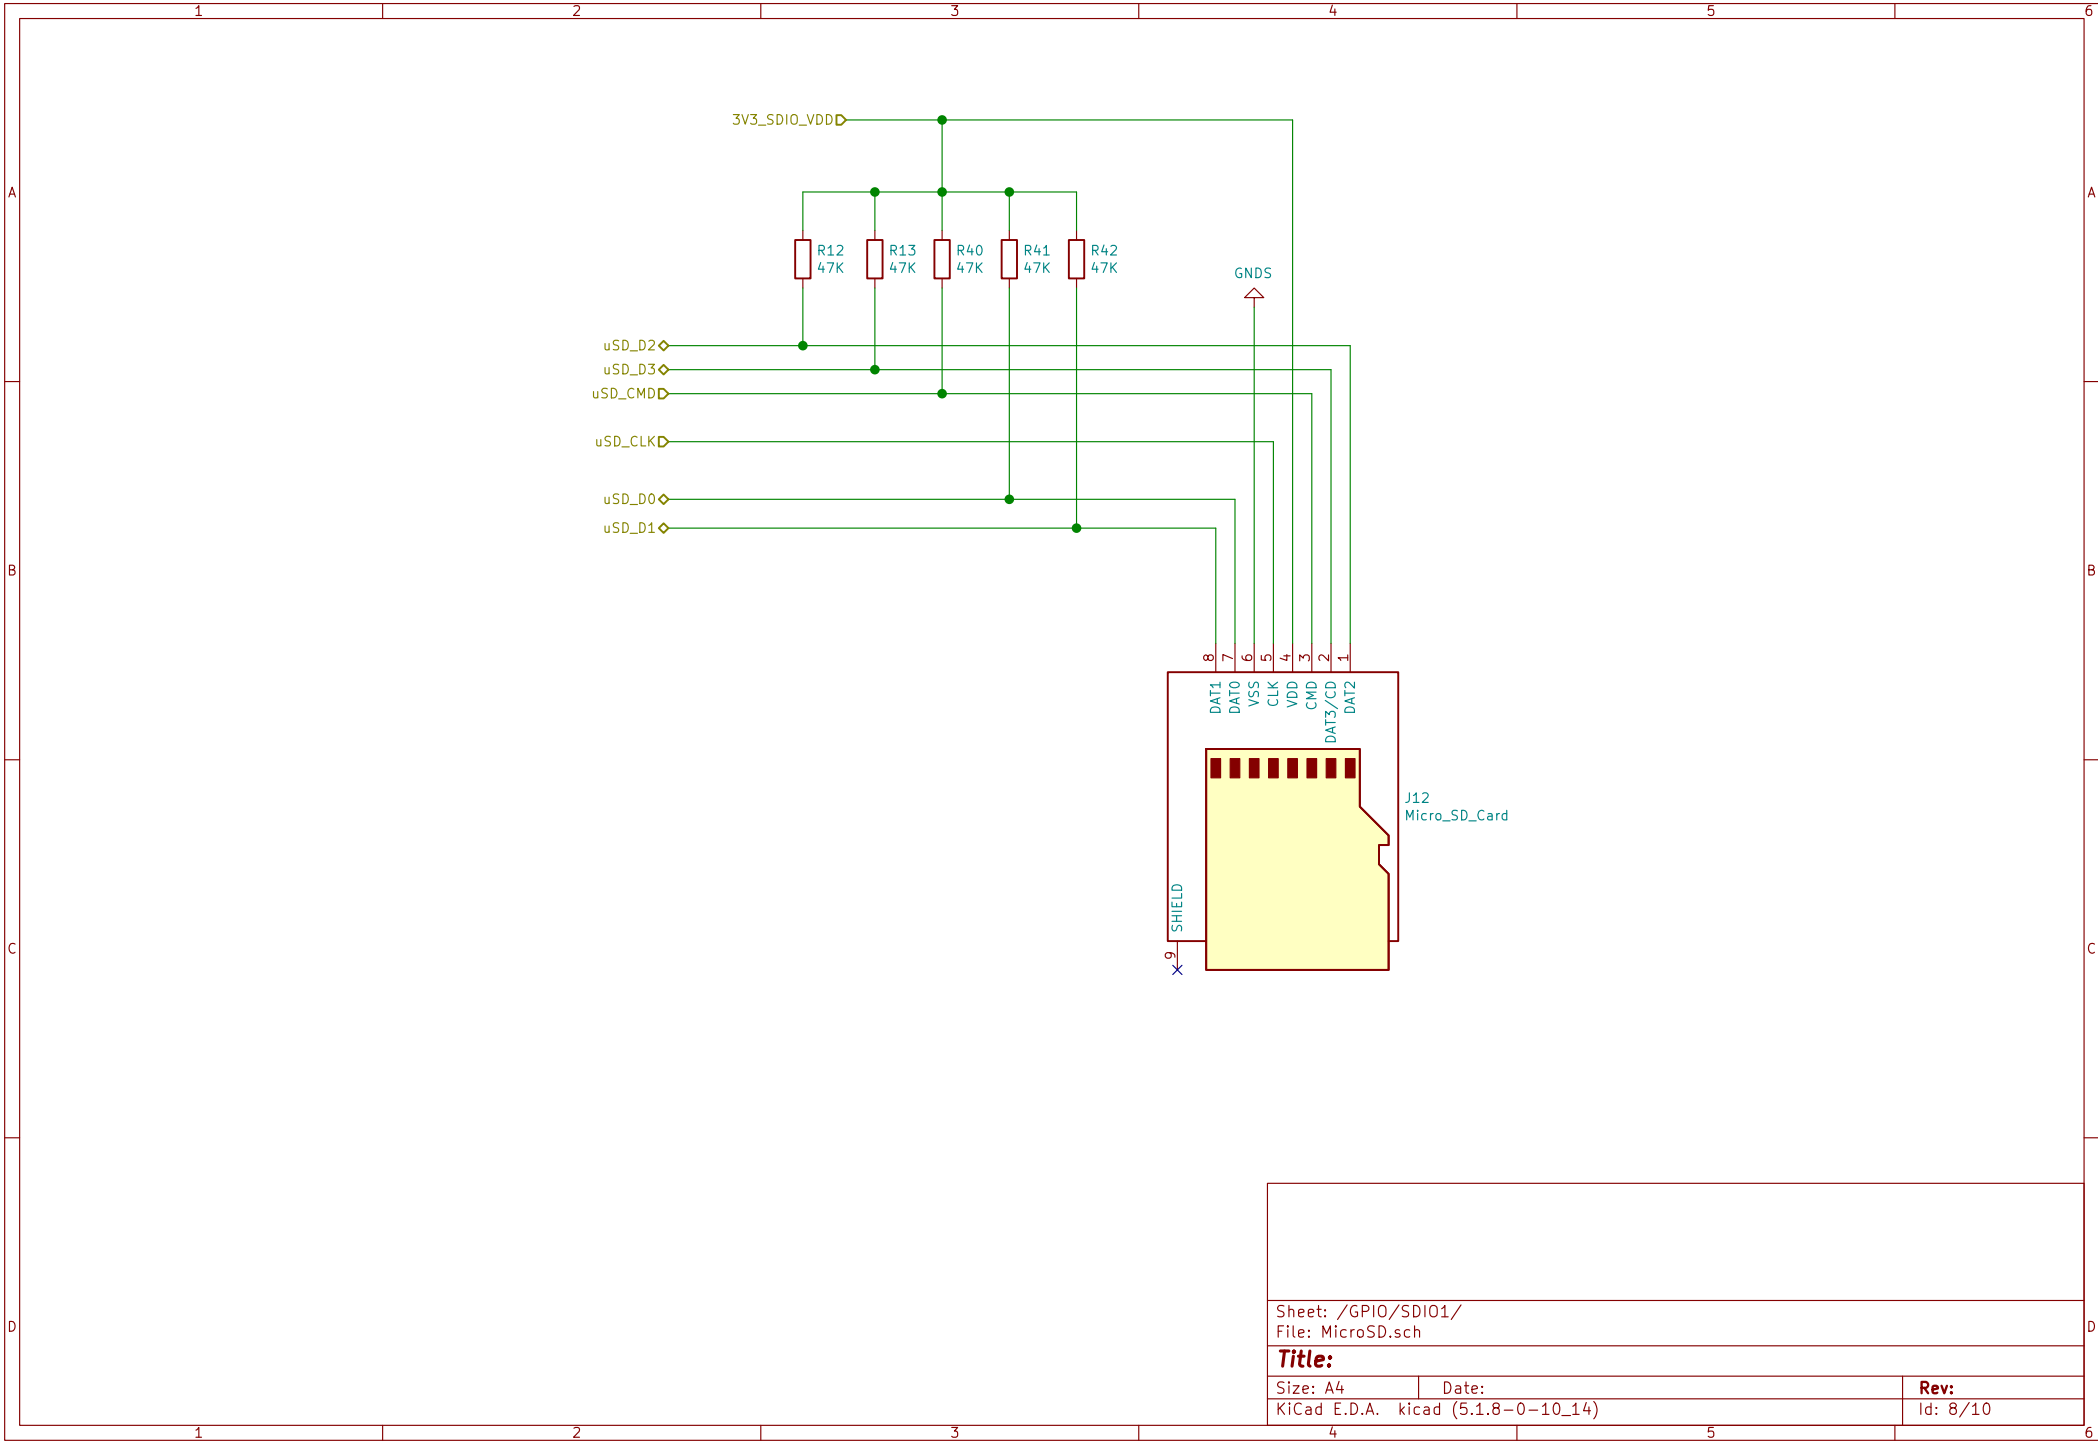 1 2 3 4 5 6
3V3_SDIO_VDD
A A
R12 R13 R40 R41 R42
47K 47K 47K 47K 47K
GNDS
uSD_D2
uSD_D3
uSD_CMD
uSD_CLK
uSD_D0
uSD_D1
B B
8 7 6 5 4 3 2 1
DAT1 DAT0 VSS CLK VDD CMD DAT3/CD DAT2
J12
Micro_SD_Card
SHIELD
9
C C
Sheet: /GPIO/SDIO1/
File: MicroSD.sch
D D
Title:
Size: A4 Date: Rev:
KiCad E.D.A. kicad (5.1.8-0-10_14) Id: 8/10
1 2 3 4 5 6